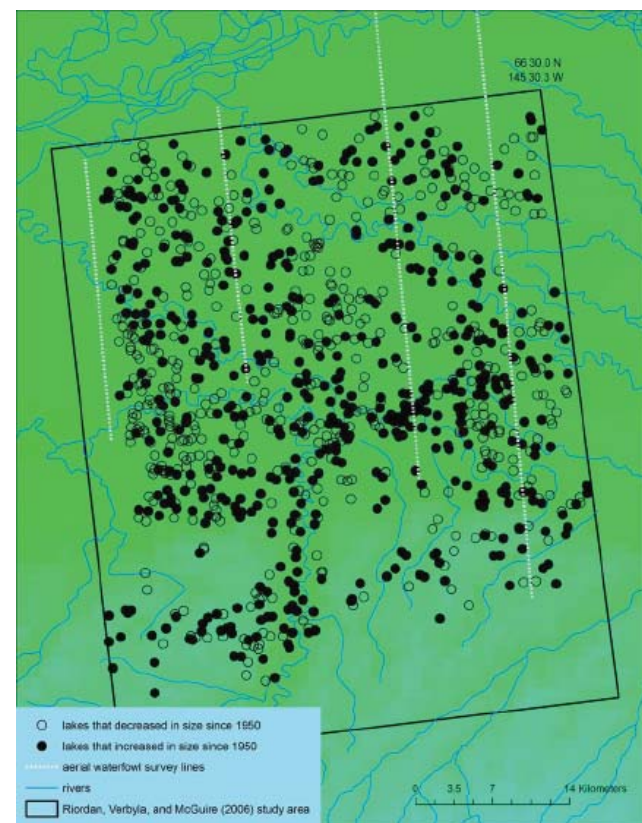 66 30.0 N
145 30.3 W
lakes that decreased in size since 1950
lakes that increased in size since 1950
aerial waterfowl survey lines
rivers
Riordan, Verbyla, and McGuire (2006) study area
0 3.5 7 14 Kilometers